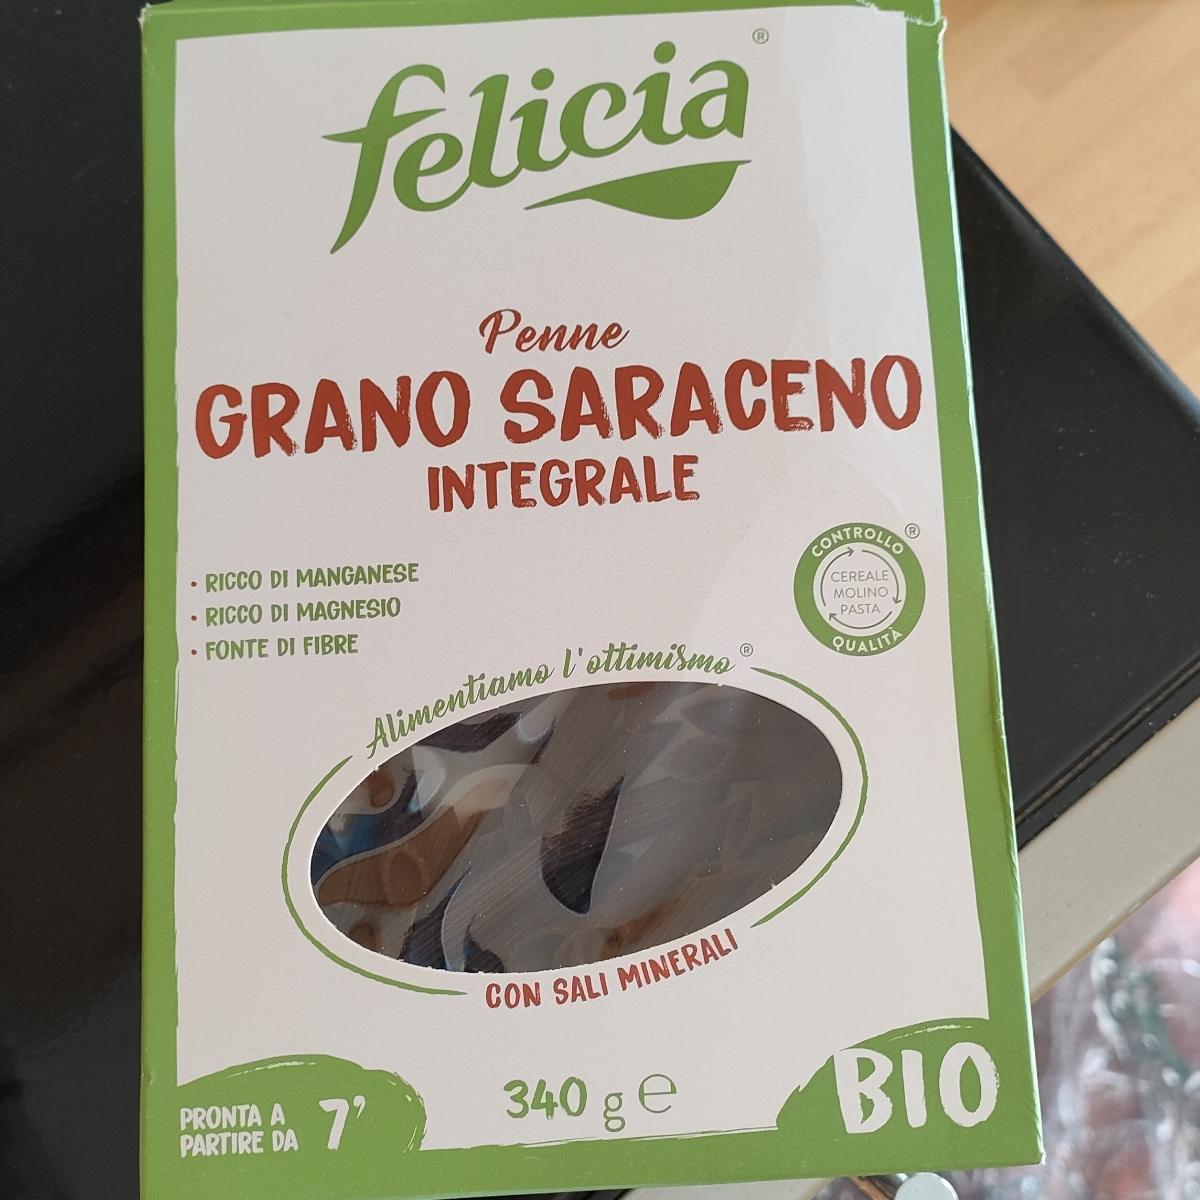 felicia®
Penne
GRANO SARACENO
INTEGRALE
• RICCO DI MANGANESE
• RICCO DI MAGNESIO
• FONTE DI FIBRE
CONTROLLO ®
CEREALE
MOLINO
PASTA
QUALITÀ
Alimentiamo l'ottimismo®
CON SALI MINERALI
PRONTA A
PARTIRE DA 7'
340 g ℮
BIO